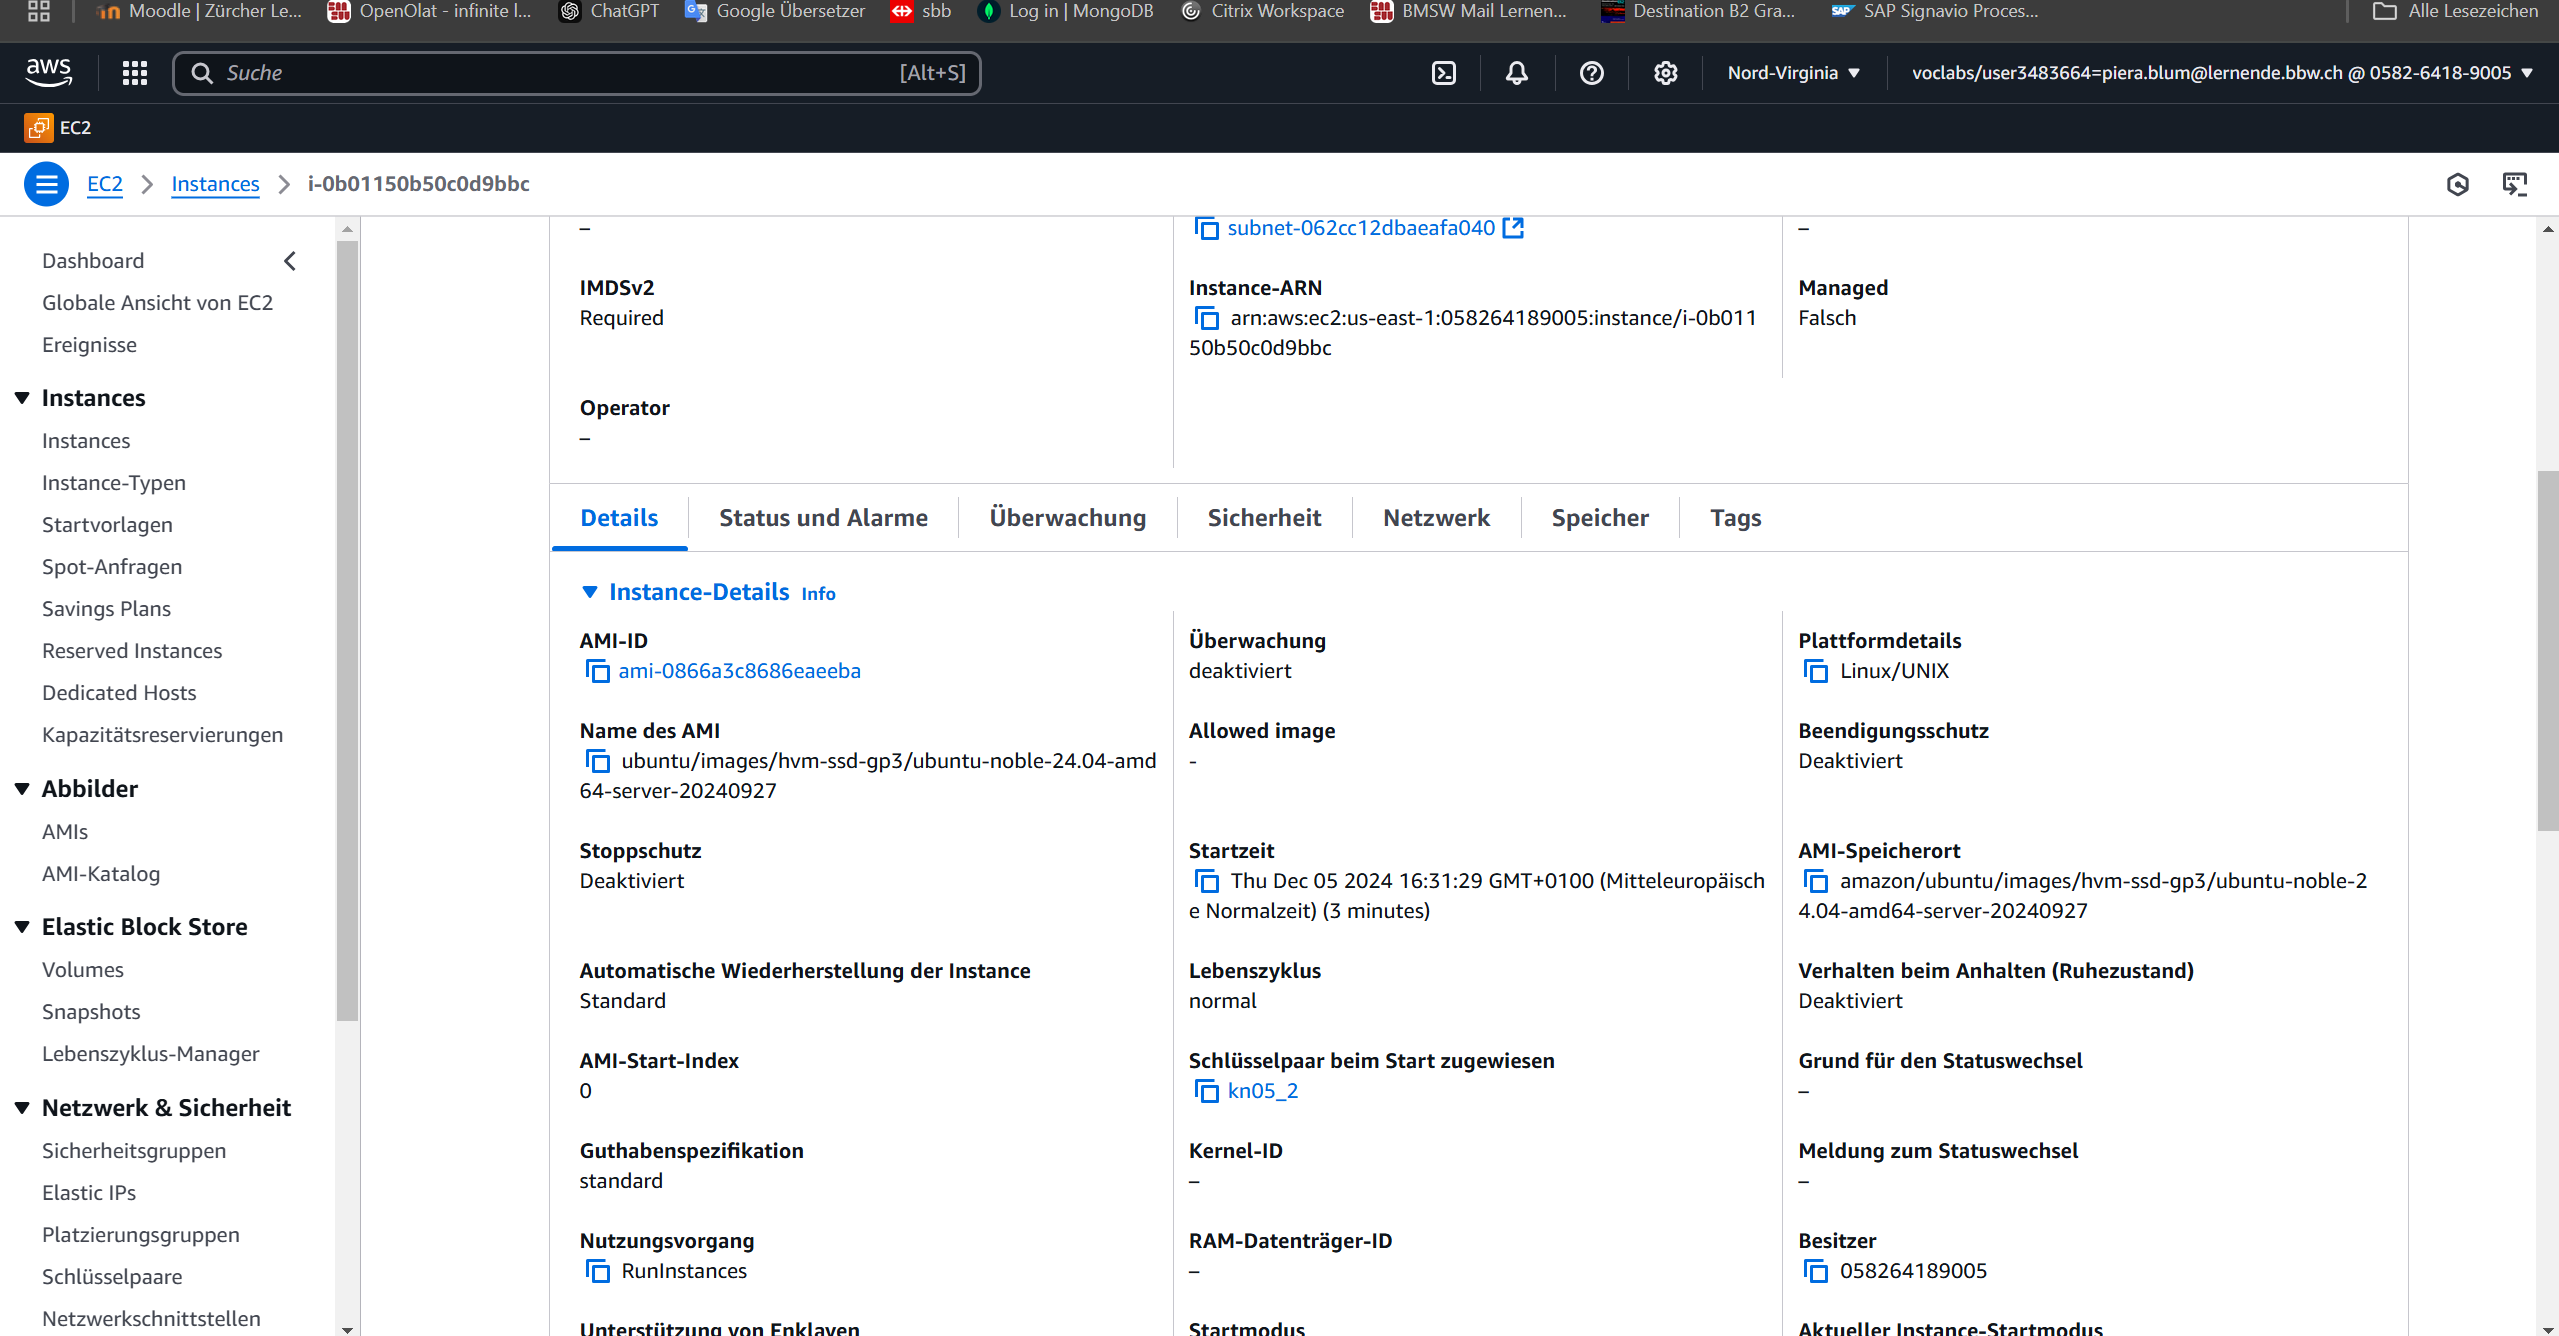 Moodle | Zürcher Le...
OpenOlat - infinite l...
ChatGPT
Google Übersetzer
sbb
Log in | MongoDB
Citrix Workspace
BMSW Mail Lernen...
Destination B2 Gra...
SAP
SAP Signavio Proces...
Alle Lesezeichen
aws
Suche
[Alt+S]
Nord-Virginia
voclabs/user3483664=piera.blum@lernende.bbw.ch @ 0582-6418-9005
EC2
EC2
Instances
i-0b01150b50c0d9bbc
Dashboard
Globale Ansicht von EC2
Ereignisse
Instances
Instances
Instance-Typen
Startvorlagen
Spot-Anfragen
Savings Plans
Reserved Instances
Dedicated Hosts
Kapazitätsreservierungen
Abbilder
AMIs
AMI-Katalog
Elastic Block Store
Volumes
Snapshots
Lebenszyklus-Manager
Netzwerk & Sicherheit
Sicherheitsgruppen
Elastic IPs
Platzierungsgruppen
Schlüsselpaare
Netzwerkschnittstellen
–
subnet-062cc12dbaeafa040
–
IMDSv2
Required
Instance-ARN
arn:aws:ec2:us-east-1:058264189005:instance/i-0b011
50b50c0d9bbc
Managed
Falsch
Operator
–
Details
Status und Alarme
Überwachung
Sicherheit
Netzwerk
Speicher
Tags
Instance-Details Info
AMI-ID
ami-0866a3c8686eaeeba
Überwachung
deaktiviert
Plattformdetails
Linux/UNIX
Name des AMI
ubuntu/images/hvm-ssd-gp3/ubuntu-noble-24.04-amd
64-server-20240927
Allowed image
-
Beendigungsschutz
Deaktiviert
Stoppschutz
Deaktiviert
Startzeit
Thu Dec 05 2024 16:31:29 GMT+0100 (Mitteleuropäisch
e Normalzeit) (3 minutes)
AMI-Speicherort
amazon/ubuntu/images/hvm-ssd-gp3/ubuntu-noble-2
4.04-amd64-server-20240927
Automatische Wiederherstellung der Instance
Standard
Lebenszyklus
normal
Verhalten beim Anhalten (Ruhezustand)
Deaktiviert
AMI-Start-Index
0
Schlüsselpaar beim Start zugewiesen
kn05_2
Grund für den Statuswechsel
–
Guthabenspezifikation
standard
Kernel-ID
–
Meldung zum Statuswechsel
–
Nutzungsvorgang
RunInstances
RAM-Datenträger-ID
–
Besitzer
058264189005
Unterstützung von Enklaven
Startmodus
Aktueller Instance-Startmodus